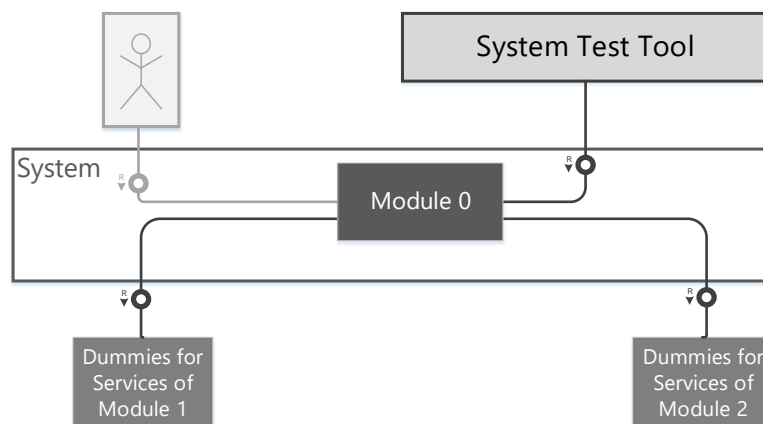 System Test Tool
System
R
R
Module 0
R
R
Dummies for
Services of
Module 1
Dummies for
Services of
Module 2